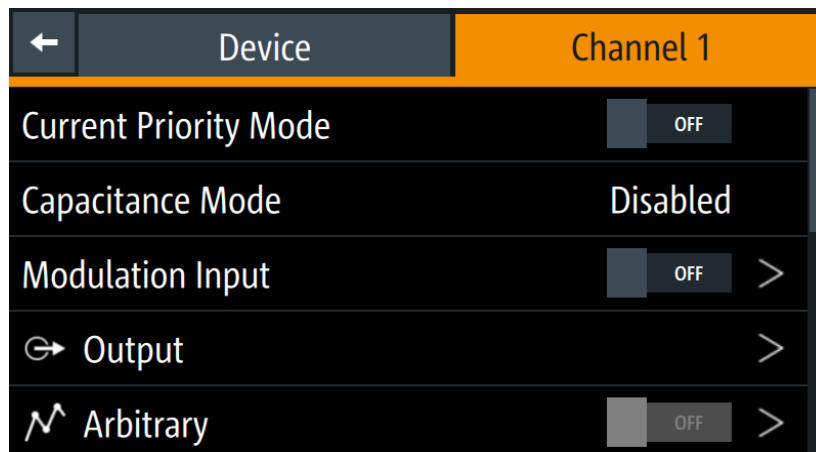 Device Channel 1
Current Priority Mode OFF
Capacitance Mode Disabled
Modulation Input OFF
Output
Arbitrary OFF